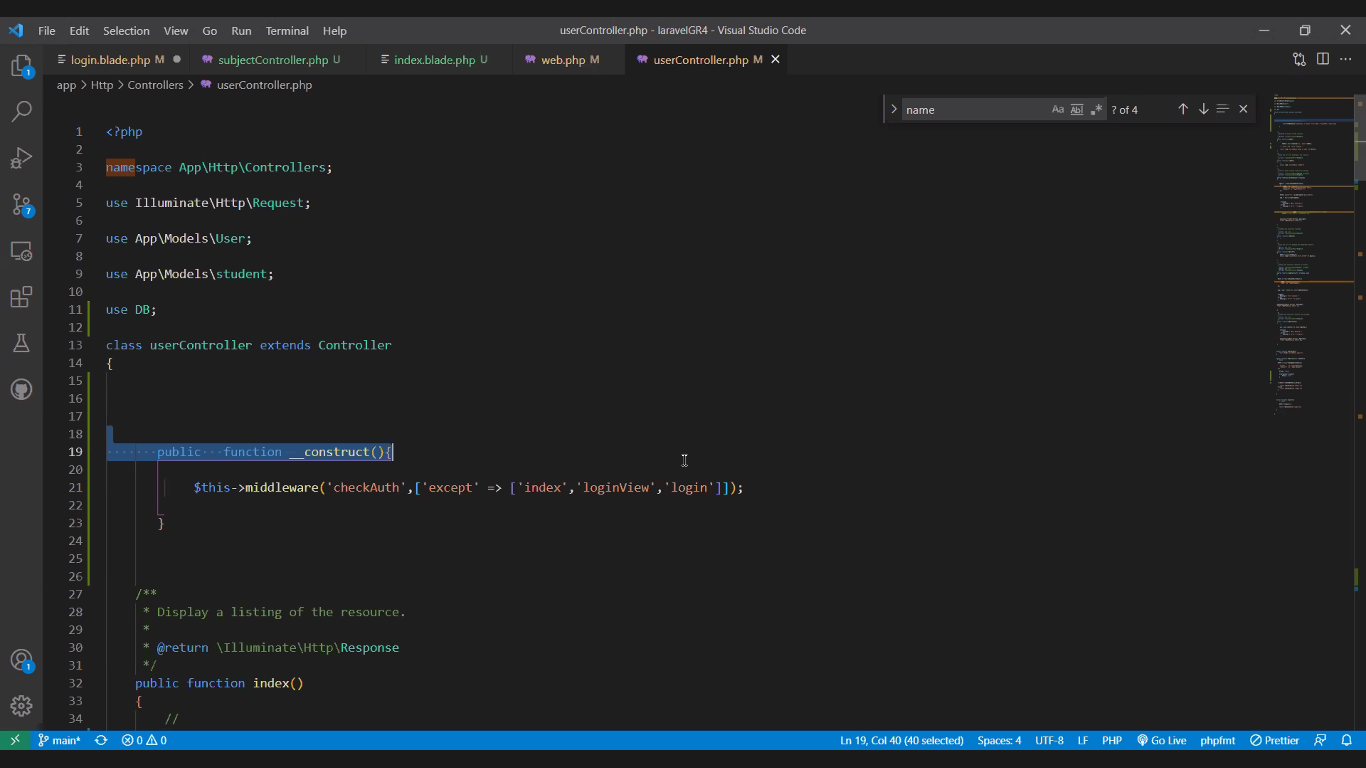 File Edit Selection View Go Run Terminal Help userController.php - laravelGR4 - Visual Studio Code
login.blade.php M subjectController.php U index.blade.php U web.php M userController.php M
app > Http > Controllers > userController.php
name Aa Abl .* ? of 4
1 <?php
2
3 namespace App\Http\Controllers;
4
5 use Illuminate\Http\Request;
6
7 use App\Models\User;
8
9 use App\Models\student;
10
11 use DB;
12
13 class userController extends Controller
14 {
15
16
17
18
19 public function __construct(){
20
21 $this->middleware('checkAuth',['except' => ['index','loginView','login']]);
22
23 }
24
25
26
27 /**
28 * Display a listing of the resource.
29 *
30 * @return \Illuminate\Http\Response
31 */
32 public function index()
33 {
34 //
1
7
1
main* 0 0 Ln 19, Col 40 (40 selected) Spaces: 4 UTF-8 LF PHP Go Live phpfmt Prettier